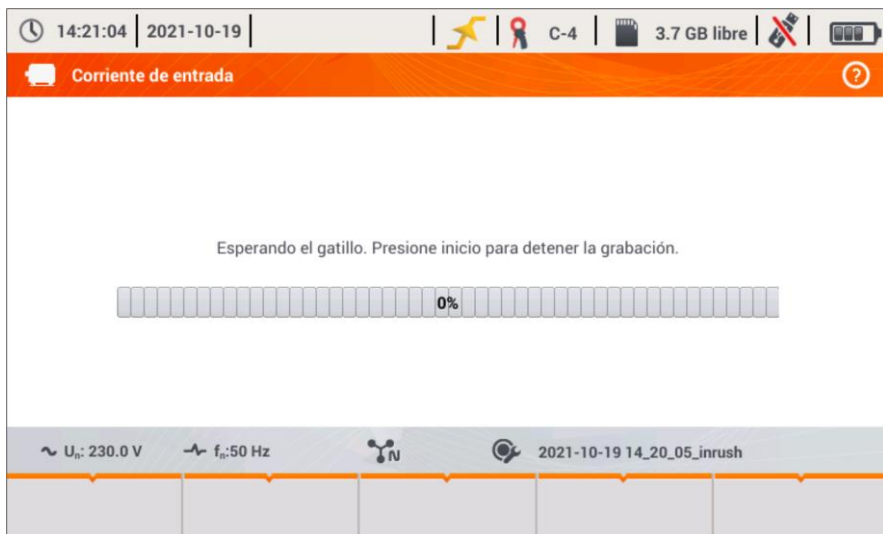 14:21:04 2021-10-19 C-4 3.7 GB libre
Corriente de entrada ?
Esperando el gatillo. Presione inicio para detener la grabación.
0%
Uₙ: 230.0 V fₙ:50 Hz N 2021-10-19 14_20_05_inrush